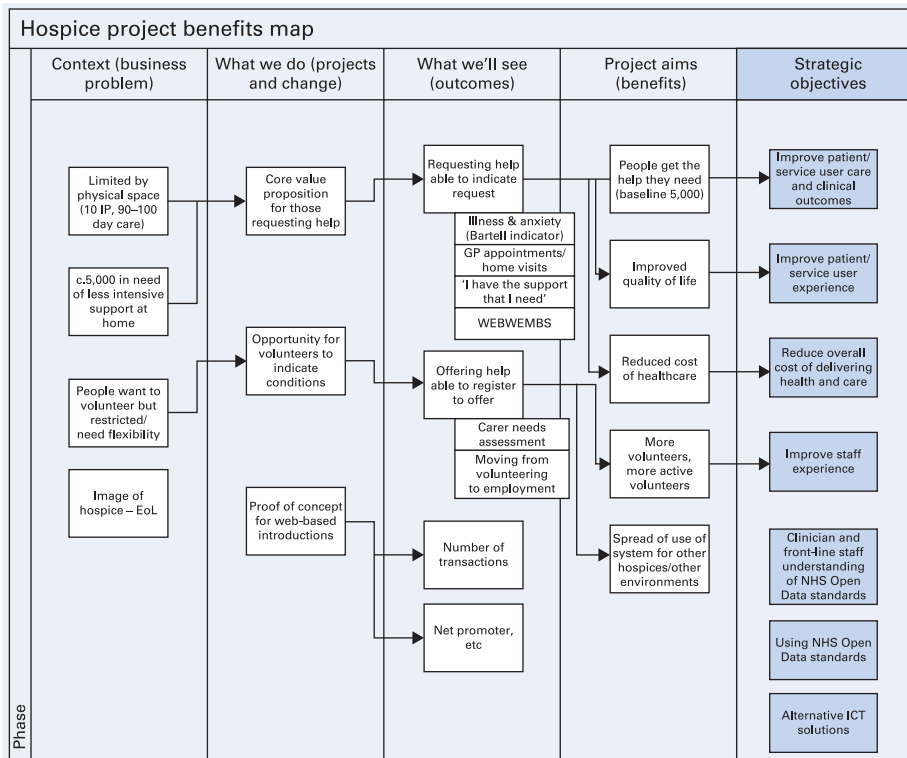 Hospice project benefits map
Context (business
problem)
What we do (projects
and change)
What we'll see
(outcomes)
Project aims
(benefits)
Strategic
objectives
Limited by
physical space
(10 IP, 90–100
day care)
c.5,000 in need
of less intensive
support at
home
People want to
volunteer but
restricted/
need flexibility
Image of
hospice – EoL
Core value
proposition
for those
requesting help
Opportunity for
volunteers to
indicate
conditions
Proof of concept
for web-based
introductions
Requesting help
able to indicate
request
Illness & anxiety
(Bartell indicator)
GP appointments/
home visits
'I have the support
that I need'
WEBWEMBS
Offering help
able to register
to offer
Carer needs
assessment
Moving from
volunteering
to employment
Number of
transactions
Net promoter,
etc
People get the
help they need
(baseline 5,000)
Improved
quality of life
Reduced cost
of healthcare
More
volunteers,
more active
volunteers
Spread of use of
system for other
hospices/other
environments
Improve patient/
service user care
and clinical
outcomes
Improve patient/
service user
experience
Reduce overall
cost of delivering
health and care
Improve staff
experience
Clinician and
front-line staff
understanding
of NHS Open
Data standards
Using NHS Open
Data standards
Alternative ICT
solutions
Phase